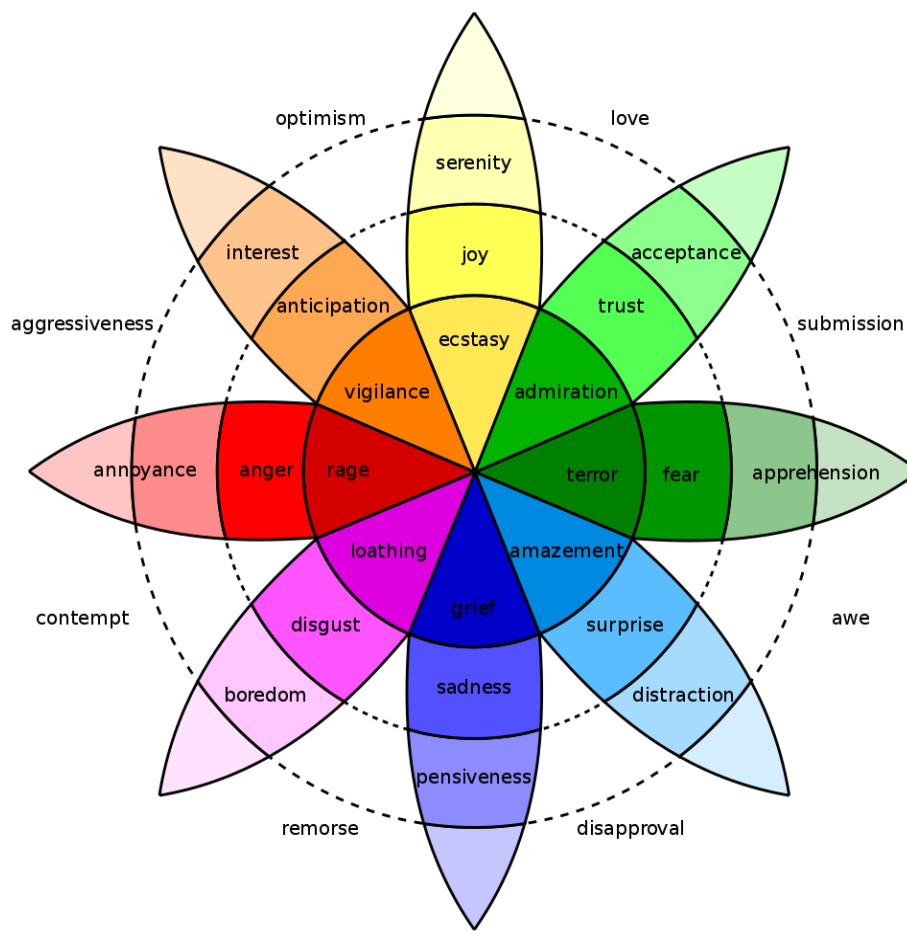 optimism
love
serenity
interest
joy
acceptance
anticipation
trust
aggressiveness
submission
ecstasy
vigilance
admiration
annoyance
anger
rage
terror
fear
apprehension
loathing
amazement
contempt
grief
awe
disgust
surprise
boredom
sadness
distraction
pensiveness
remorse
disapproval